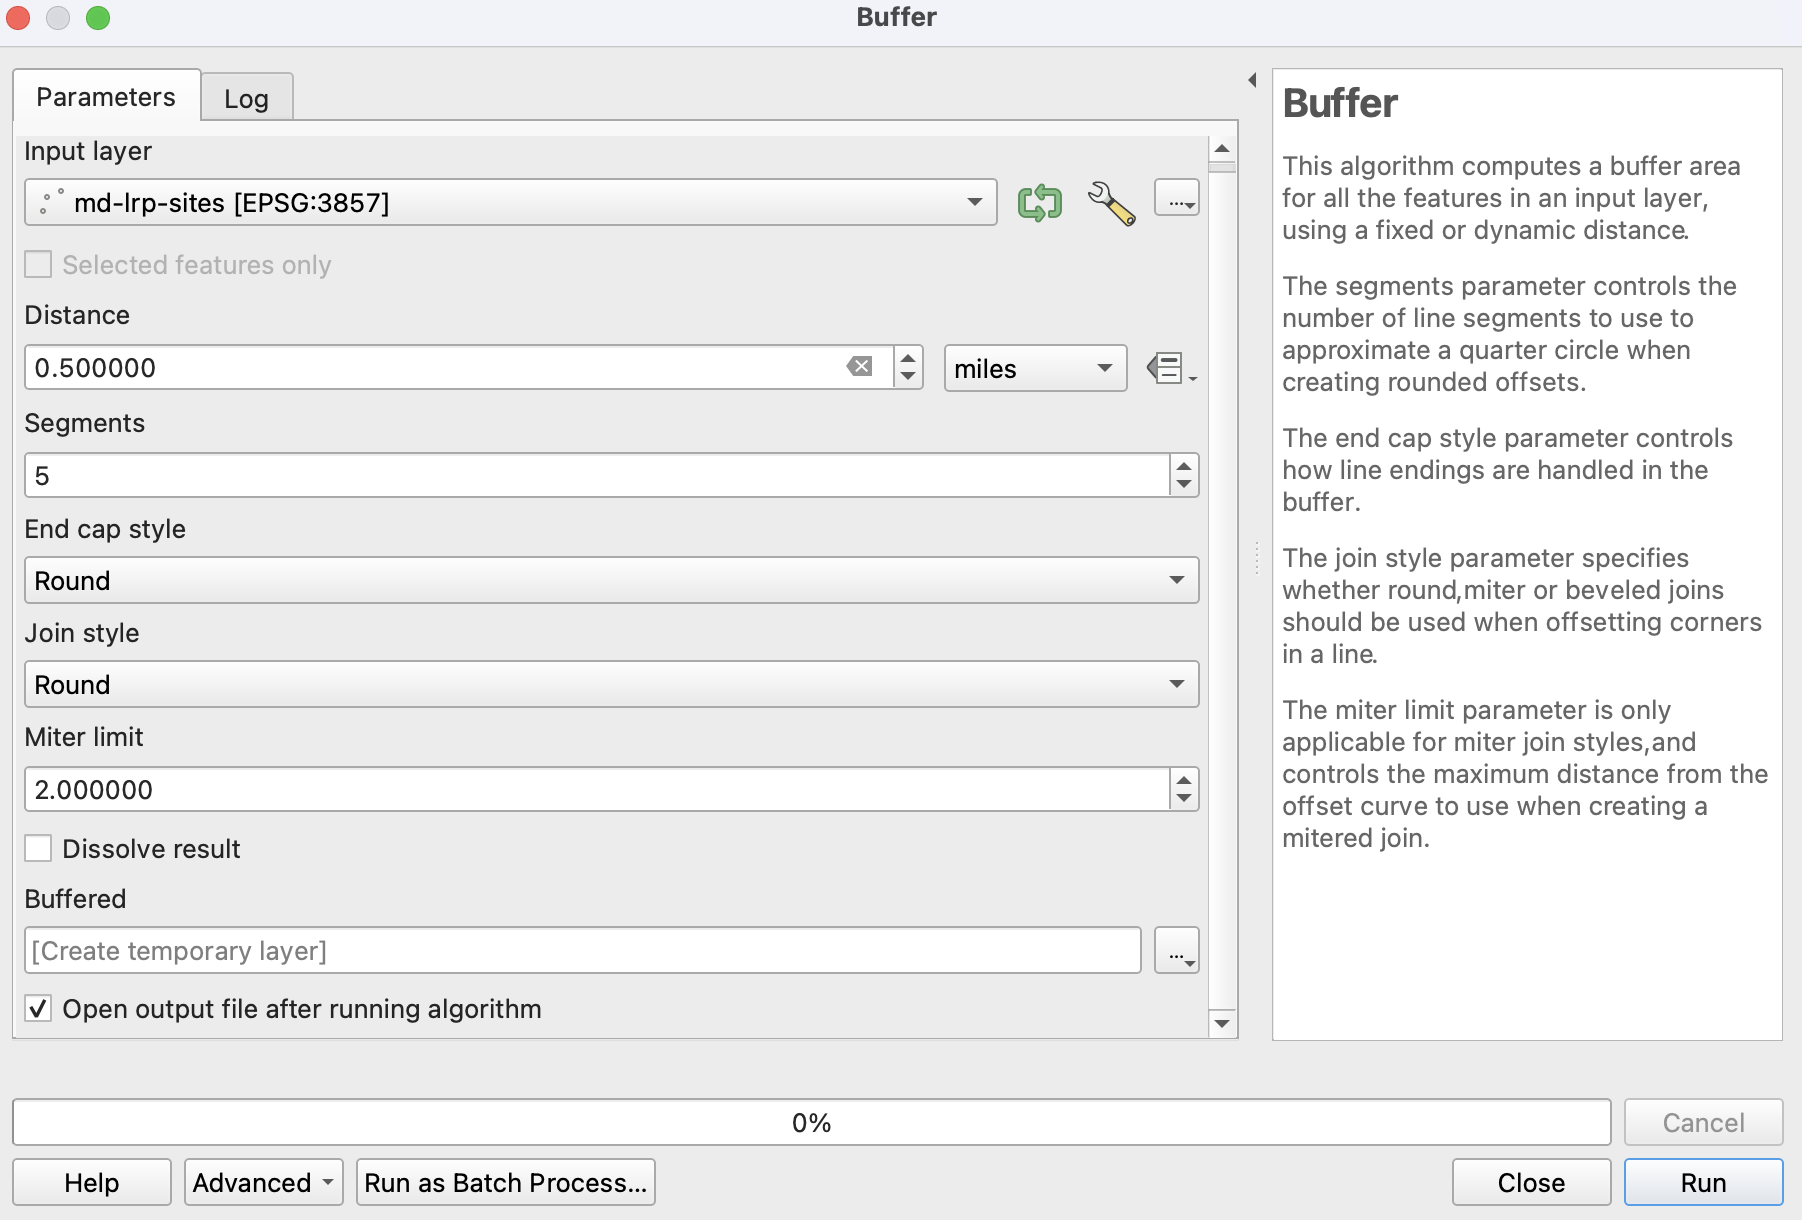 Buffer
Parameters
Log
Input layer
md-lrp-sites [EPSG:3857]
...
Selected features only
Distance
0.500000
miles
Segments
5
End cap style
Round
Join style
Round
Miter limit
2.000000
Dissolve result
Buffered
[Create temporary layer]
...
Open output file after running algorithm
Buffer
This algorithm computes a buffer area
for all the features in an input layer,
using a fixed or dynamic distance.
The segments parameter controls the
number of line segments to use to
approximate a quarter circle when
creating rounded offsets.
The end cap style parameter controls
how line endings are handled in the
buffer.
The join style parameter specifies
whether round,miter or beveled joins
should be used when offsetting corners
in a line.
The miter limit parameter is only
applicable for miter join styles,and
controls the maximum distance from the
offset curve to use when creating a
mitered join.
0%
Cancel
Help
Advanced
Run as Batch Process...
Close
Run